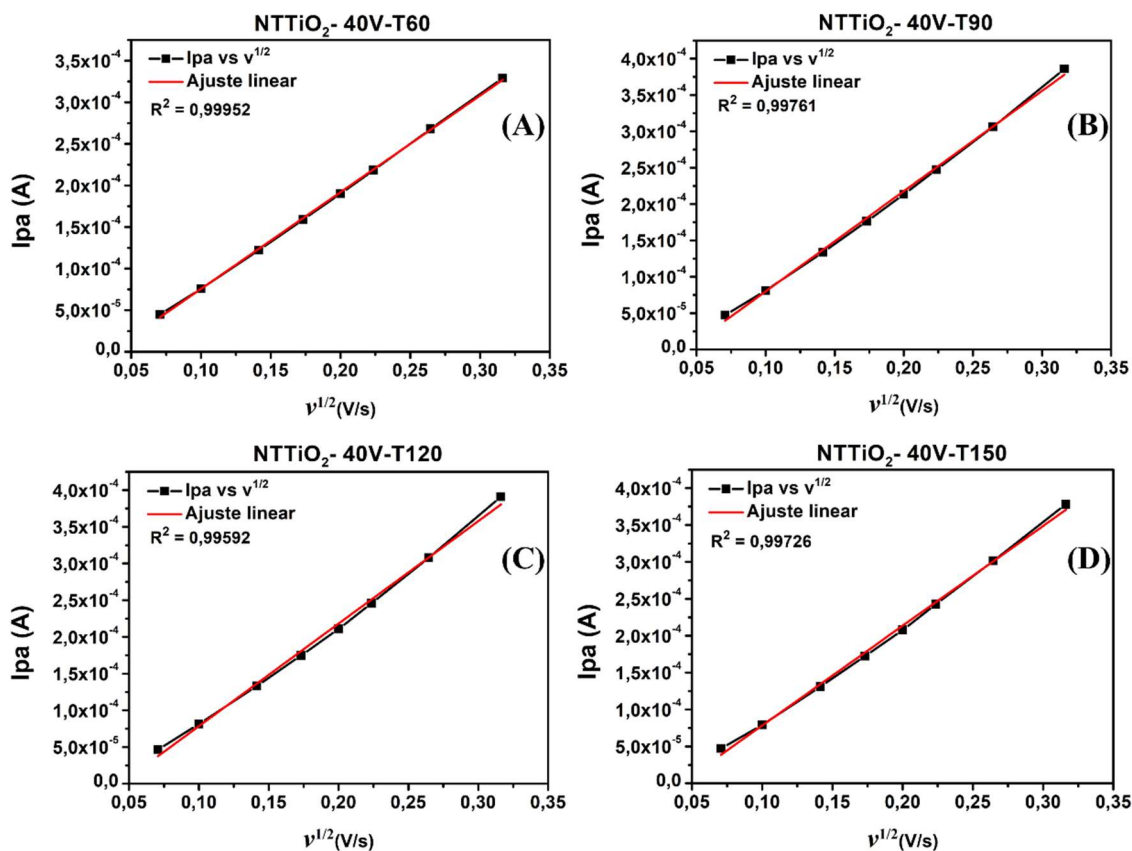 NTTiO₂- 40V-T60
Ipa vs v^1/2
Ajuste linear
R² = 0,99952
(A)
3,5x10⁻⁴
3,0x10⁻⁴
2,5x10⁻⁴
2,0x10⁻⁴
1,5x10⁻⁴
1,0x10⁻⁴
5,0x10⁻⁵
0,0
Ipa (A)
0,05 0,10 0,15 0,20 0,25 0,30 0,35
v^1/2(V/s)
NTTiO₂- 40V-T90
Ipa vs v^1/2
Ajuste linear
R² = 0,99761
(B)
4,0x10⁻⁴
3,5x10⁻⁴
3,0x10⁻⁴
2,5x10⁻⁴
2,0x10⁻⁴
1,5x10⁻⁴
1,0x10⁻⁴
5,0x10⁻⁵
0,0
Ipa (A)
0,05 0,10 0,15 0,20 0,25 0,30 0,35
v^1/2(V/s)
NTTiO₂- 40V-T120
Ipa vs v^1/2
Ajuste linear
R² = 0,99592
(C)
4,0x10⁻⁴
3,5x10⁻⁴
3,0x10⁻⁴
2,5x10⁻⁴
2,0x10⁻⁴
1,5x10⁻⁴
1,0x10⁻⁴
5,0x10⁻⁵
0,0
Ipa (A)
0,05 0,10 0,15 0,20 0,25 0,30 0,35
v^1/2(V/s)
NTTiO₂- 40V-T150
Ipa vs v^1/2
Ajuste linear
R² = 0,99726
(D)
4,0x10⁻⁴
3,5x10⁻⁴
3,0x10⁻⁴
2,5x10⁻⁴
2,0x10⁻⁴
1,5x10⁻⁴
1,0x10⁻⁴
5,0x10⁻⁵
0,0
Ipa (A)
0,05 0,10 0,15 0,20 0,25 0,30 0,35
v^1/2(V/s)